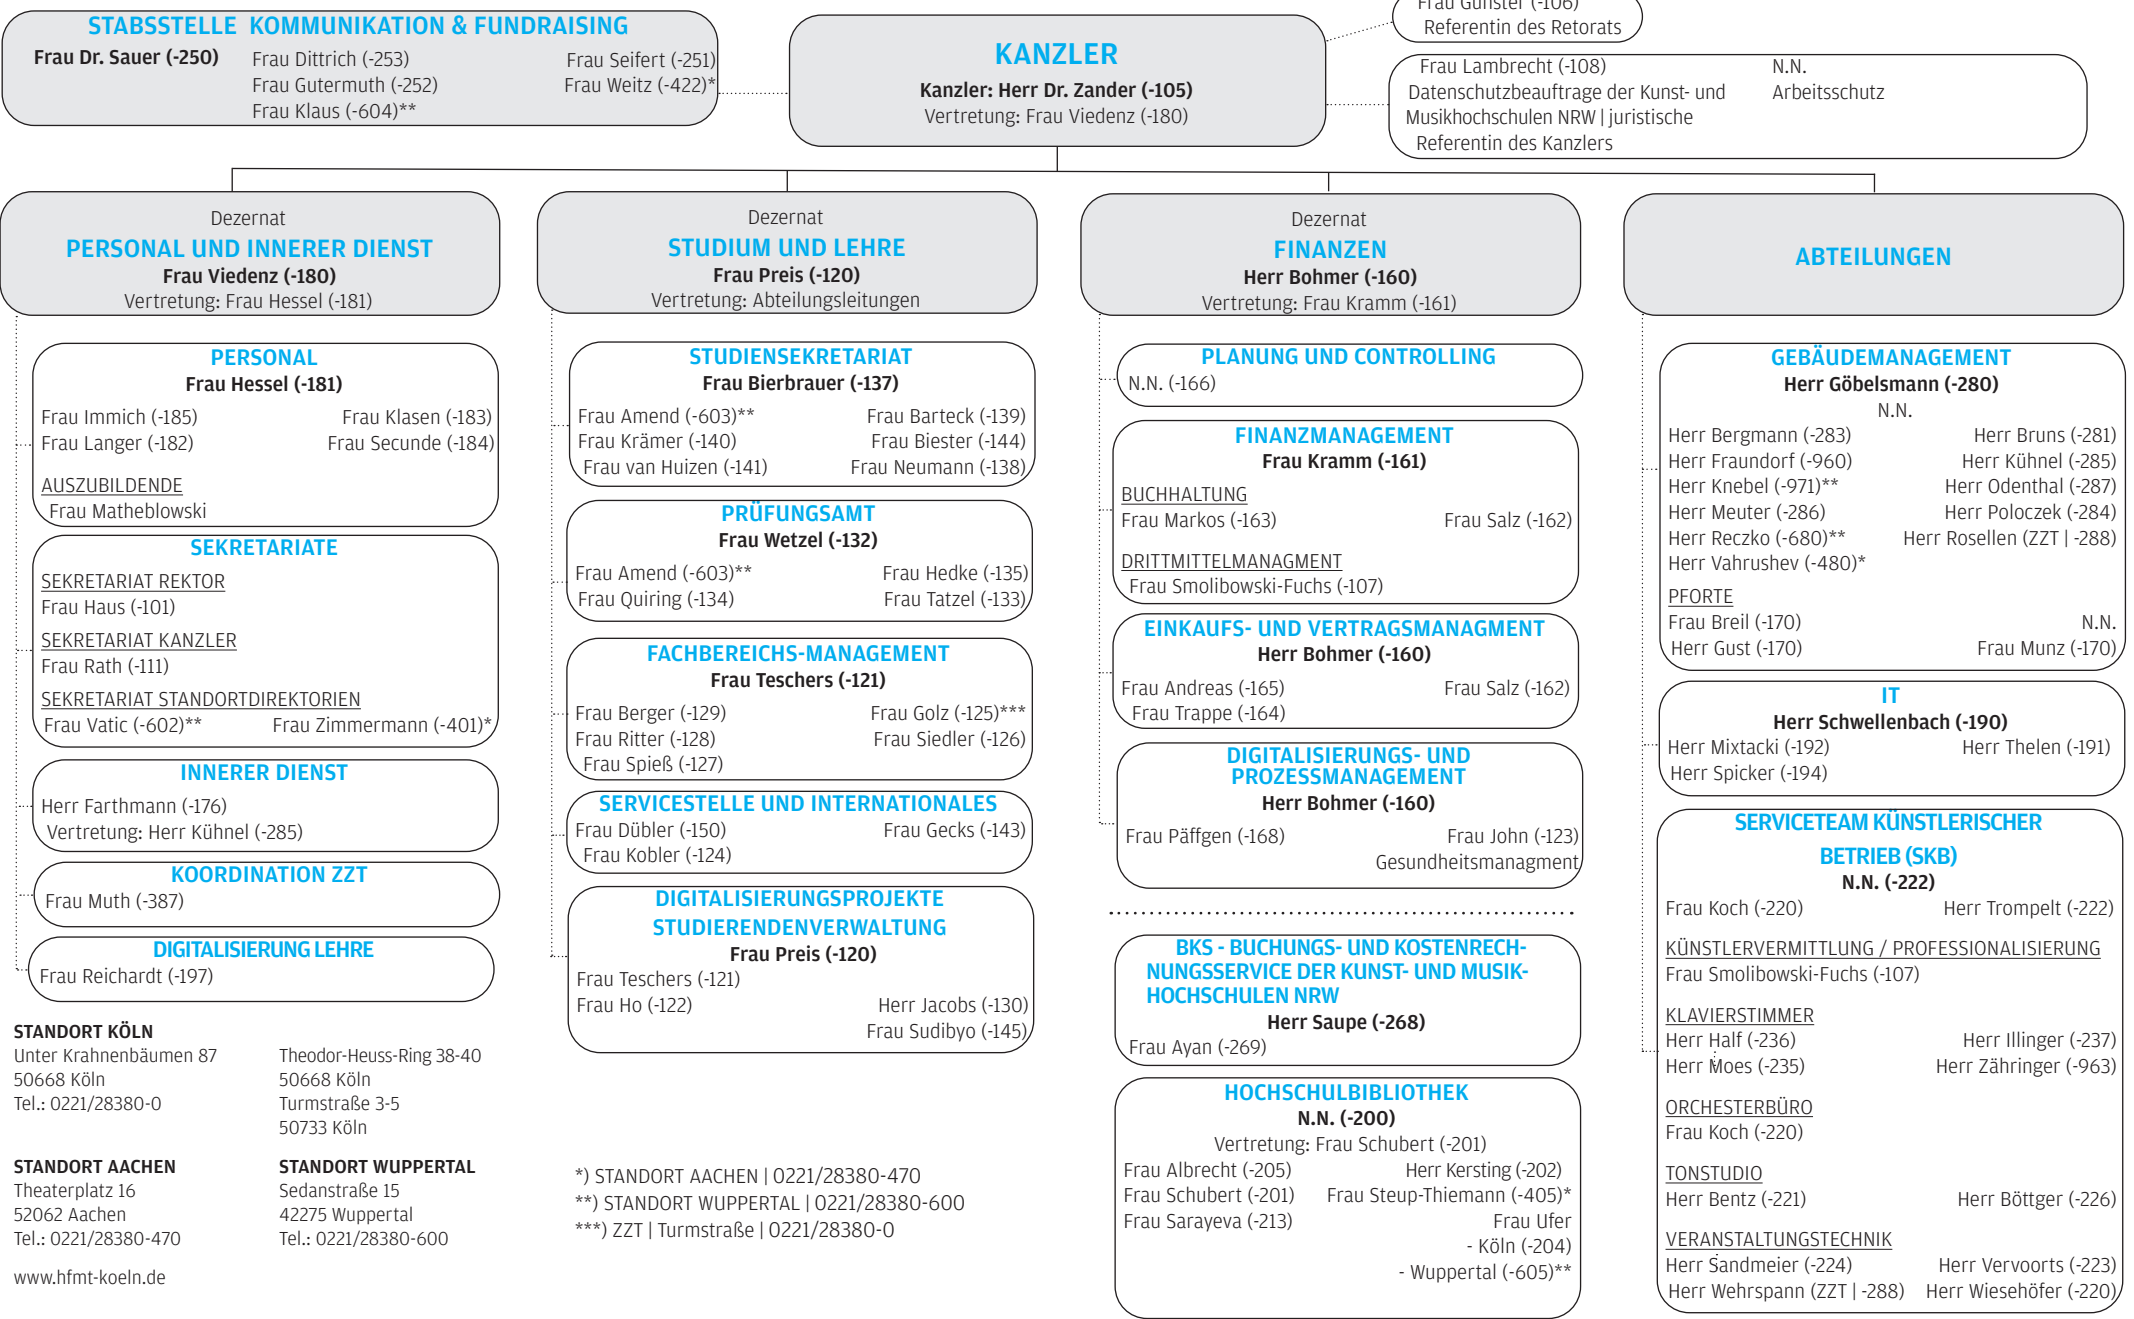 STABSSTELLE KOMMUNIKATION & FUNDRAISING
Frau Dr. Sauer (-250)
Frau Dittrich (-253)
Frau Seifert (-251)
Frau Gutermuth (-252)
Frau Weitz (-422)*
Frau Klaus (-604)**
KANZLER
Kanzler: Herr Dr. Zander (-105)
Vertretung: Frau Viedenz (-180)
Frau Günster (-106)
Referentin des Retorats
Frau Lambrecht (-108)
Datenschutzbeauftrage der Kunst- und
Musikhochschulen NRW | juristische
Referentin des Kanzlers
N.N.
Arbeitsschutz
Dezernat
PERSONAL UND INNERER DIENST
Frau Viedenz (-180)
Vertretung: Frau Hessel (-181)
PERSONAL
Frau Hessel (-181)
Frau Immich (-185) Frau Klasen (-183)
Frau Langer (-182) Frau Secunde (-184)
AUSZUBILDENDE
Frau Matheblowski
SEKRETARIATE
SEKRETARIAT REKTOR
Frau Haus (-101)
SEKRETARIAT KANZLER
Frau Rath (-111)
SEKRETARIAT STANDORTDIREKTORIEN
Frau Vatic (-602)** Frau Zimmermann (-401)*
INNERER DIENST
Herr Farthmann (-176)
Vertretung: Herr Kühnel (-285)
KOORDINATION ZZT
Frau Muth (-387)
DIGITALISIERUNG LEHRE
Frau Reichardt (-197)
Dezernat
STUDIUM UND LEHRE
Frau Preis (-120)
Vertretung: Abteilungsleitungen
STUDIENSEKRETARIAT
Frau Bierbrauer (-137)
Frau Amend (-603)** Frau Barteck (-139)
Frau Krämer (-140) Frau Biester (-144)
Frau van Huizen (-141) Frau Neumann (-138)
PRÜFUNGSAMT
Frau Wetzel (-132)
Frau Amend (-603)** Frau Hedke (-135)
Frau Quiring (-134) Frau Tatzel (-133)
FACHBEREICHS-MANAGEMENT
Frau Teschers (-121)
Frau Berger (-129) Frau Golz (-125)***
Frau Ritter (-128) Frau Siedler (-126)
Frau Spieß (-127)
SERVICESTELLE UND INTERNATIONALES
Frau Dübler (-150) Frau Gecks (-143)
Frau Kobler (-124)
DIGITALISIERUNGSPROJEKTE
STUDIERENDENVERWALTUNG
Frau Preis (-120)
Frau Teschers (-121)
Frau Ho (-122) Herr Jacobs (-130)
Frau Sudibyo (-145)
Dezernat
FINANZEN
Herr Bohmer (-160)
Vertretung: Frau Kramm (-161)
PLANUNG UND CONTROLLING
N.N. (-166)
FINANZMANAGEMENT
Frau Kramm (-161)
BUCHHALTUNG
Frau Markos (-163) Frau Salz (-162)
DRITTMITTELMANAGMENT
Frau Smolibowski-Fuchs (-107)
EINKAUFS- UND VERTRAGSMANAGMENT
Herr Bohmer (-160)
Frau Andreas (-165) Frau Salz (-162)
Frau Trappe (-164)
DIGITALISIERUNGS- UND
PROZESSMANAGEMENT
Herr Bohmer (-160)
Frau Päffgen (-168) Frau John (-123)
Gesundheitsmanagment
BKS - BUCHUNGS- UND KOSTENRECH-
NUNGSSERVICE DER KUNST- UND MUSIK-
HOCHSCHULEN NRW
Herr Saupe (-268)
Frau Ayan (-269)
HOCHSCHULBIBLIOTHEK
N.N. (-200)
Vertretung: Frau Schubert (-201)
Frau Albrecht (-205) Herr Kersting (-202)
Frau Schubert (-201) Frau Steup-Thiemann (-405)*
Frau Sarayeva (-213) Frau Ufer
- Köln (-204)
- Wuppertal (-605)**
ABTEILUNGEN
GEBÄUDEMANAGEMENT
Herr Göbelsmann (-280)
N.N.
Herr Bergmann (-283) Herr Bruns (-281)
Herr Fraundorf (-960) Herr Kühnel (-285)
Herr Knebel (-971)** Herr Odenthal (-287)
Herr Meuter (-286) Herr Poloczek (-284)
Herr Reczko (-680)** Herr Rosellen (ZZT | -288)
Herr Vahrushev (-480)*
PFORTE
Frau Breil (-170) N.N.
Herr Gust (-170) Frau Munz (-170)
IT
Herr Schwellenbach (-190)
Herr Mixtacki (-192) Herr Thelen (-191)
Herr Spicker (-194)
SERVICETEAM KÜNSTLERISCHER
BETRIEB (SKB)
N.N. (-222)
Frau Koch (-220) Herr Trompelt (-222)
KÜNSTLERVERMITTLUNG / PROFESSIONALISIERUNG
Frau Smolibowski-Fuchs (-107)
KLAVIERSTIMMER
Herr Half (-236) Herr Illinger (-237)
Herr Moes (-235) Herr Zähringer (-963)
ORCHESTERBÜRO
Frau Koch (-220)
TONSTUDIO
Herr Bentz (-221) Herr Böttger (-226)
VERANSTALTUNGSTECHNIK
Herr Sandmeier (-224) Herr Vervoorts (-223)
Herr Wehrspann (ZZT | -288) Herr Wiesehöfer (-220)
STANDORT KÖLN
Unter Krahnenbäumen 87
50668 Köln
Tel.: 0221/28380-0
Theodor-Heuss-Ring 38-40
50668 Köln
Turmstraße 3-5
50733 Köln
STANDORT AACHEN
Theaterplatz 16
52062 Aachen
Tel.: 0221/28380-470
STANDORT WUPPERTAL
Sedanstraße 15
42275 Wuppertal
Tel.: 0221/28380-600
www.hfmt-koeln.de
*) STANDORT AACHEN | 0221/28380-470
**) STANDORT WUPPERTAL | 0221/28380-600
***) ZZT | Turmstraße | 0221/28380-0